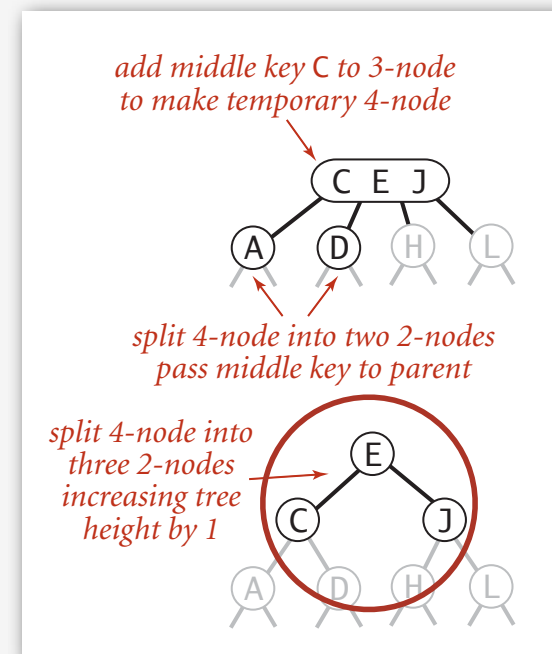 add middle key C to 3-node
to make temporary 4-node
C E J
A D H L
split 4-node into two 2-nodes
pass middle key to parent
split 4-node into
three 2-nodes
increasing tree
height by 1
E
C J
A D H L